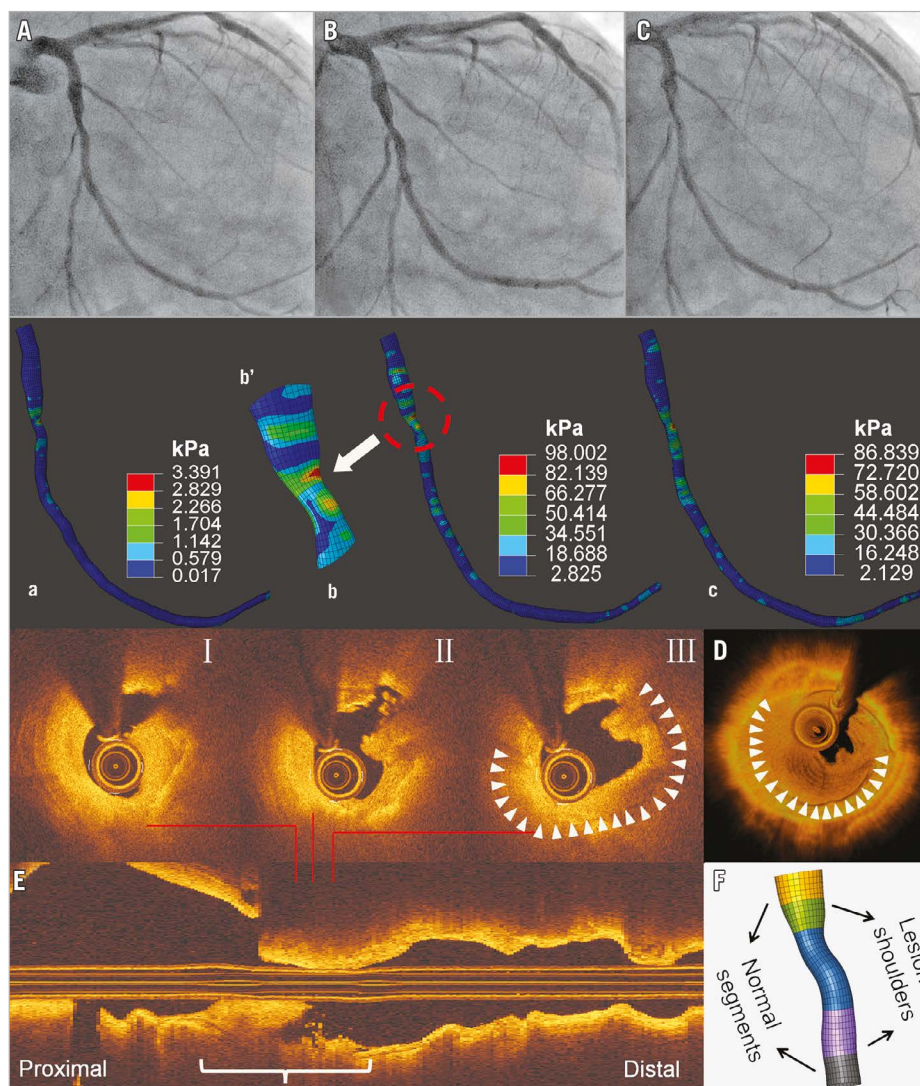 A
B
C
b'
kPa
3.391
2.829
2.266
1.704
1.142
0.579
0.017
a
kPa
98.002
82.139
66.277
50.414
34.551
18.688
2.825
b
kPa
86.839
72.720
58.602
44.484
30.366
16.248
2.129
c
I
II
III
D
E
Proximal
Distal
F
Normal
segments
Lesion
shoulders